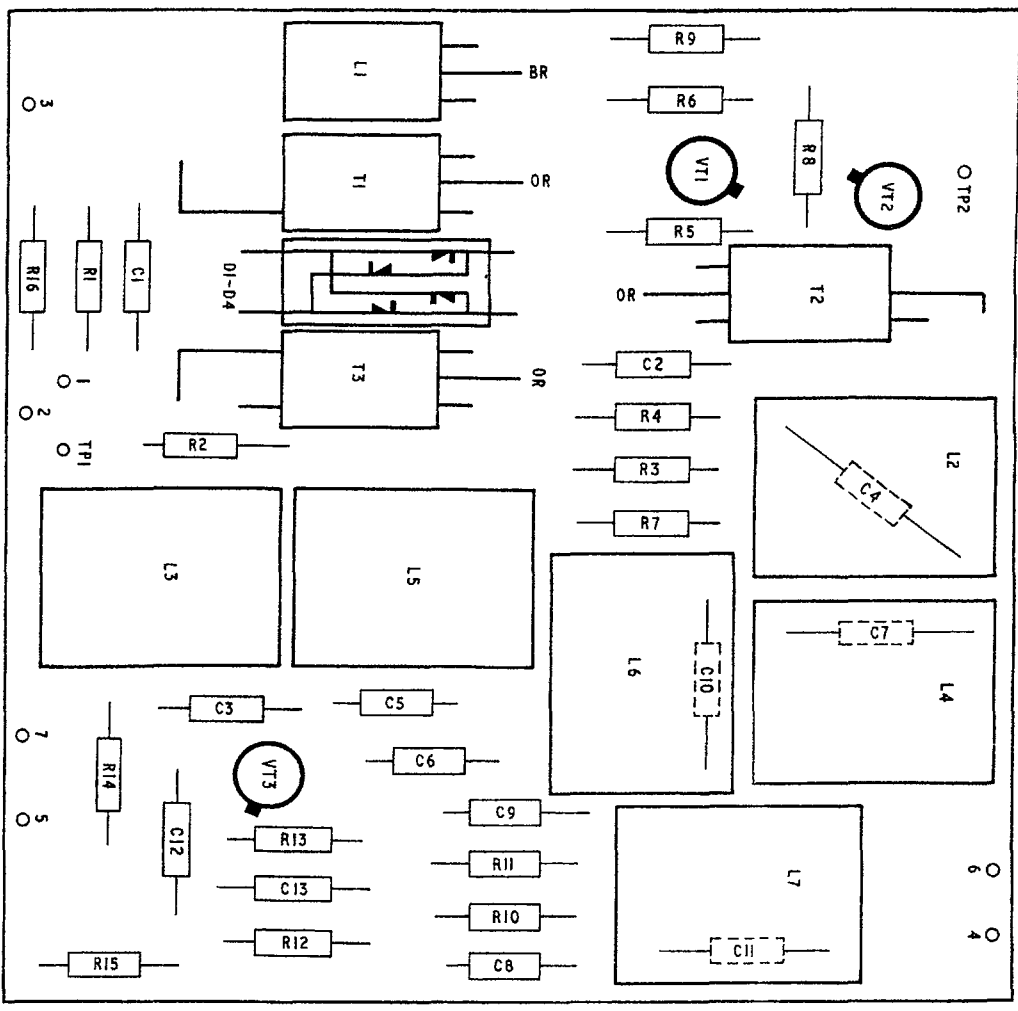 R9
L1
BR
R6
3
VT1
R8
T1
OR
VT2
TP2
R5
R16
R1
C1
D1-D4
OR
T2
C2
T3
OR
1
2
R4
TP1
R2
R3
L2
C4
R7
L3
L5
C7
L6
C10
L4
C3
C5
7
R14
VT3
C6
5
C12
C9
R13
R11
L7
6
C13
R10
4
R12
C11
R15
C8